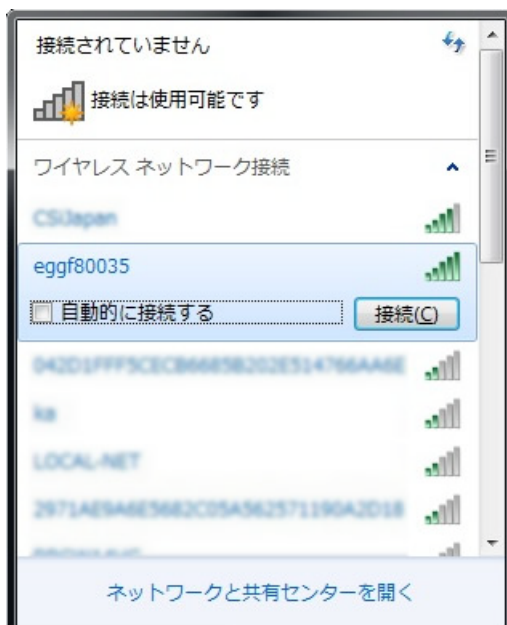 接続されていません
接続は使用可能です
ワイヤレス ネットワーク接続
CSiJapan
eggf80035
自動的に接続する
接続(C)
ka
LOCAL-NET
ネットワークと共有センターを開く